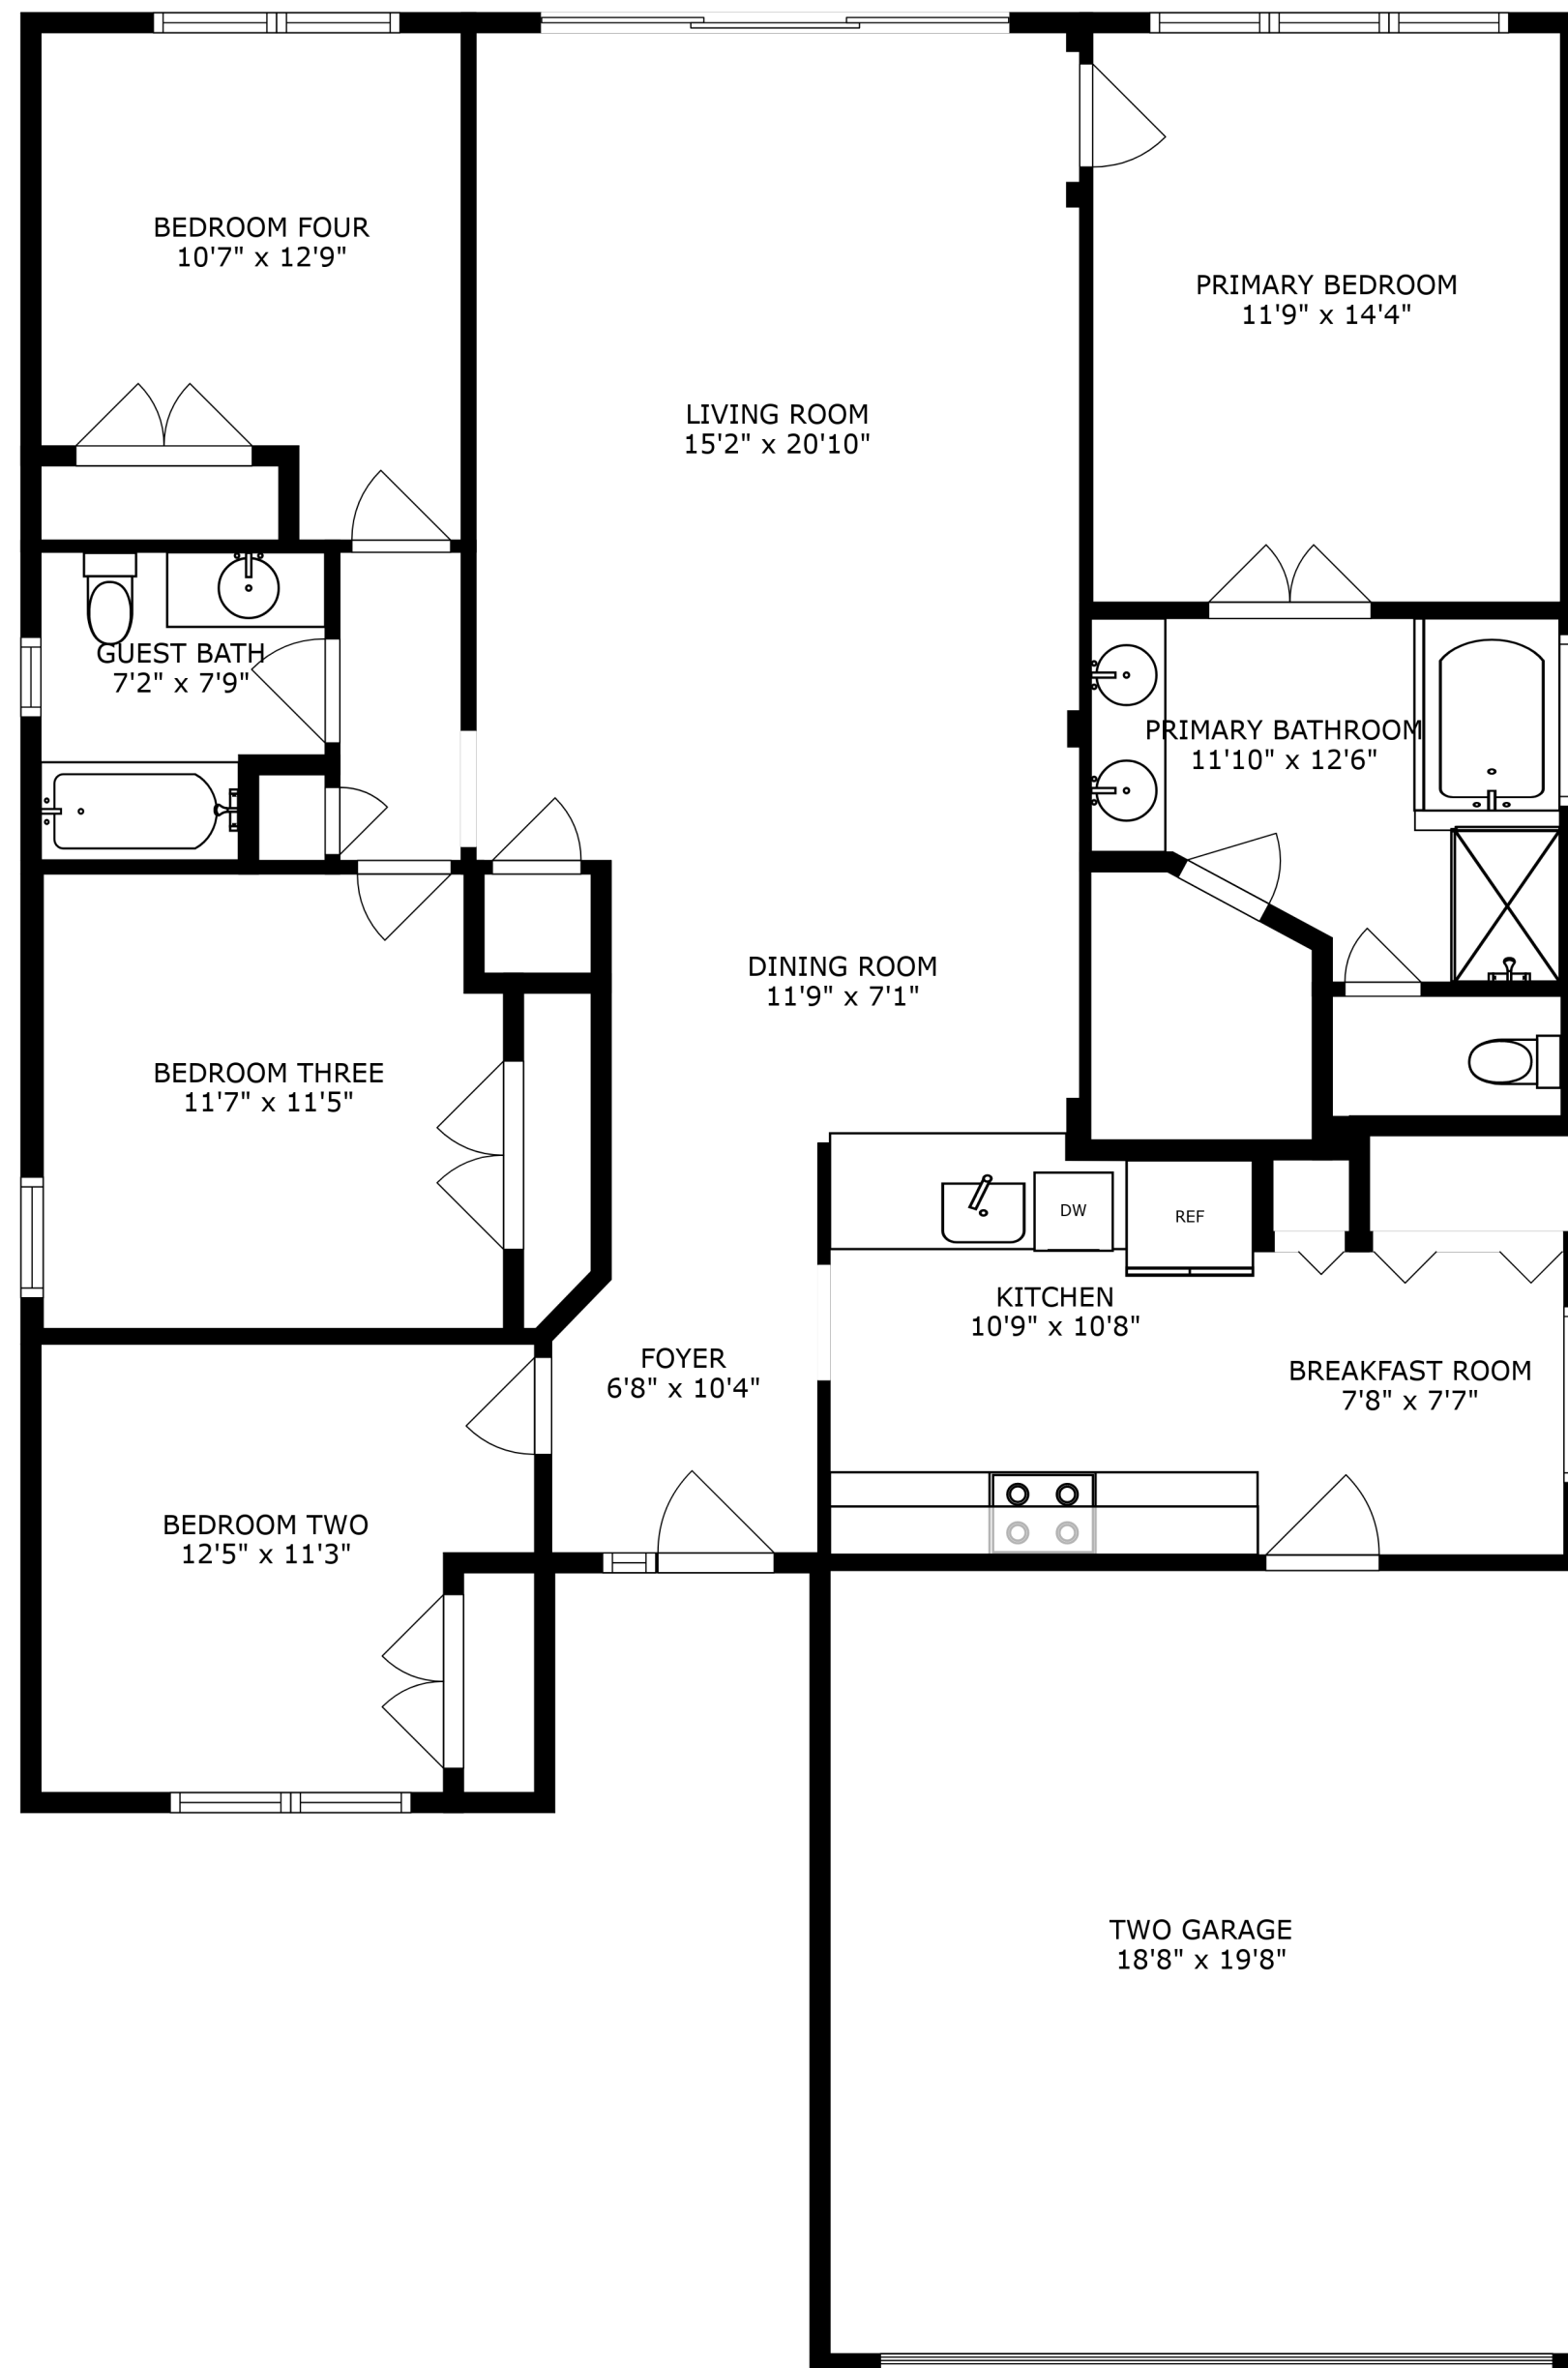 BEDROOM FOUR
10'7" x 12'9"
PRIMARY BEDROOM
11'9" x 14'4"
LIVING ROOM
15'2" x 20'10"
GUEST BATH
7'2" x 7'9"
PRIMARY BATHROOM
11'10" x 12'6"
DINING ROOM
11'9" x 7'1"
BEDROOM THREE
11'7" x 11'5"
DW
REF
KITCHEN
10'9" x 10'8"
FOYER
6'8" x 10'4"
BREAKFAST ROOM
7'8" x 7'7"
BEDROOM TWO
12'5" x 11'3"
TWO GARAGE
18'8" x 19'8"